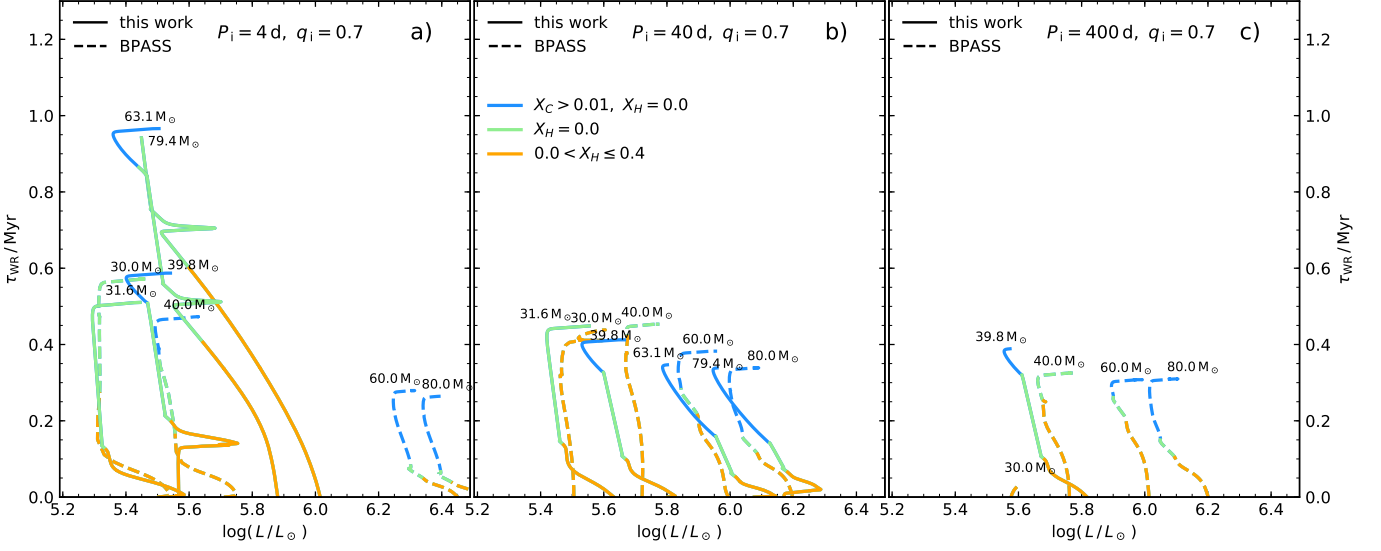 this work
BPASS
P_i = 4 d, q_i = 0.7
a)
63.1 M⊙
79.4 M⊙
30.0 M⊙
39.8 M⊙
31.6 M⊙
40.0 M⊙
60.0 M⊙
80.0 M⊙
1.2
1.0
0.8
0.6
0.4
0.2
0.0
τ_WR / Myr
5.2 5.4 5.6 5.8 6.0 6.2 6.4
log(L/L⊙)
this work
BPASS
P_i = 40 d, q_i = 0.7
b)
X_C > 0.01, X_H = 0.0
X_H = 0.0
0.0 < X_H ≤ 0.4
31.6 M⊙
30.0 M⊙
40.0 M⊙
39.8 M⊙
60.0 M⊙
63.1 M⊙
79.4 M⊙
80.0 M⊙
5.2 5.4 5.6 5.8 6.0 6.2 6.4
log(L/L⊙)
this work
BPASS
P_i = 400 d, q_i = 0.7
c)
39.8 M⊙
40.0 M⊙
60.0 M⊙
80.0 M⊙
30.0 M⊙
1.2
1.0
0.8
0.6
0.4
0.2
0.0
τ_WR / Myr
5.2 5.4 5.6 5.8 6.0 6.2 6.4
log(L/L⊙)